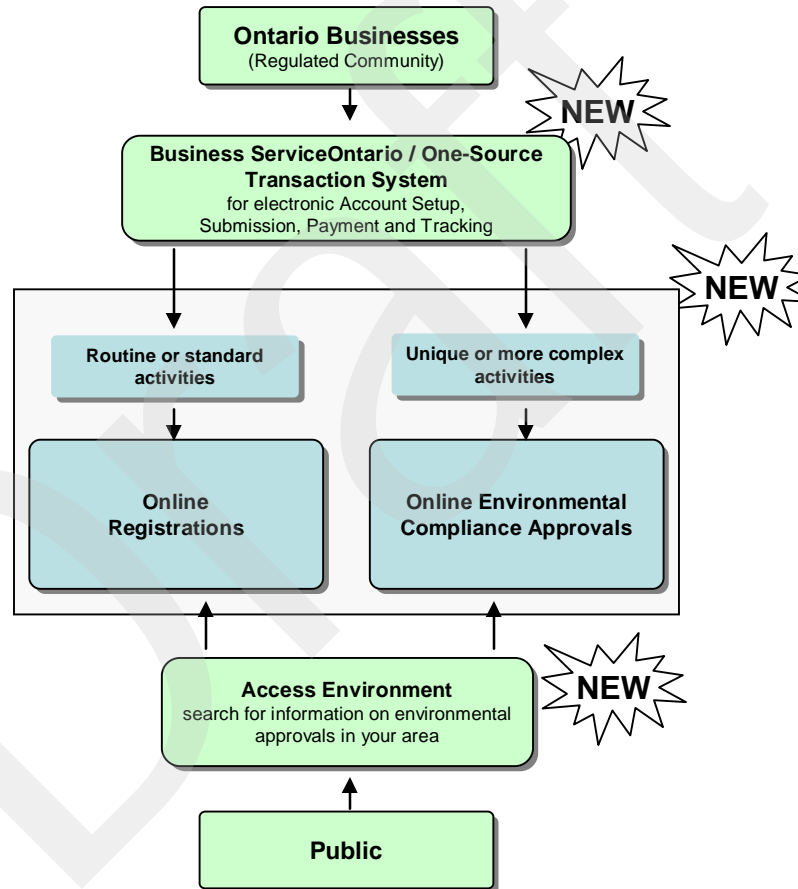 Ontario Businesses
(Regulated Community)
NEW
Business ServiceOntario / One-Source
Transaction System
for electronic Account Setup,
Submission, Payment and Tracking
NEW
Routine or standard
activities
Unique or more complex
activities
Online
Registrations
Online Environmental
Compliance Approvals
Access Environment
search for information on environmental
approvals in your area
NEW
Public
Draft